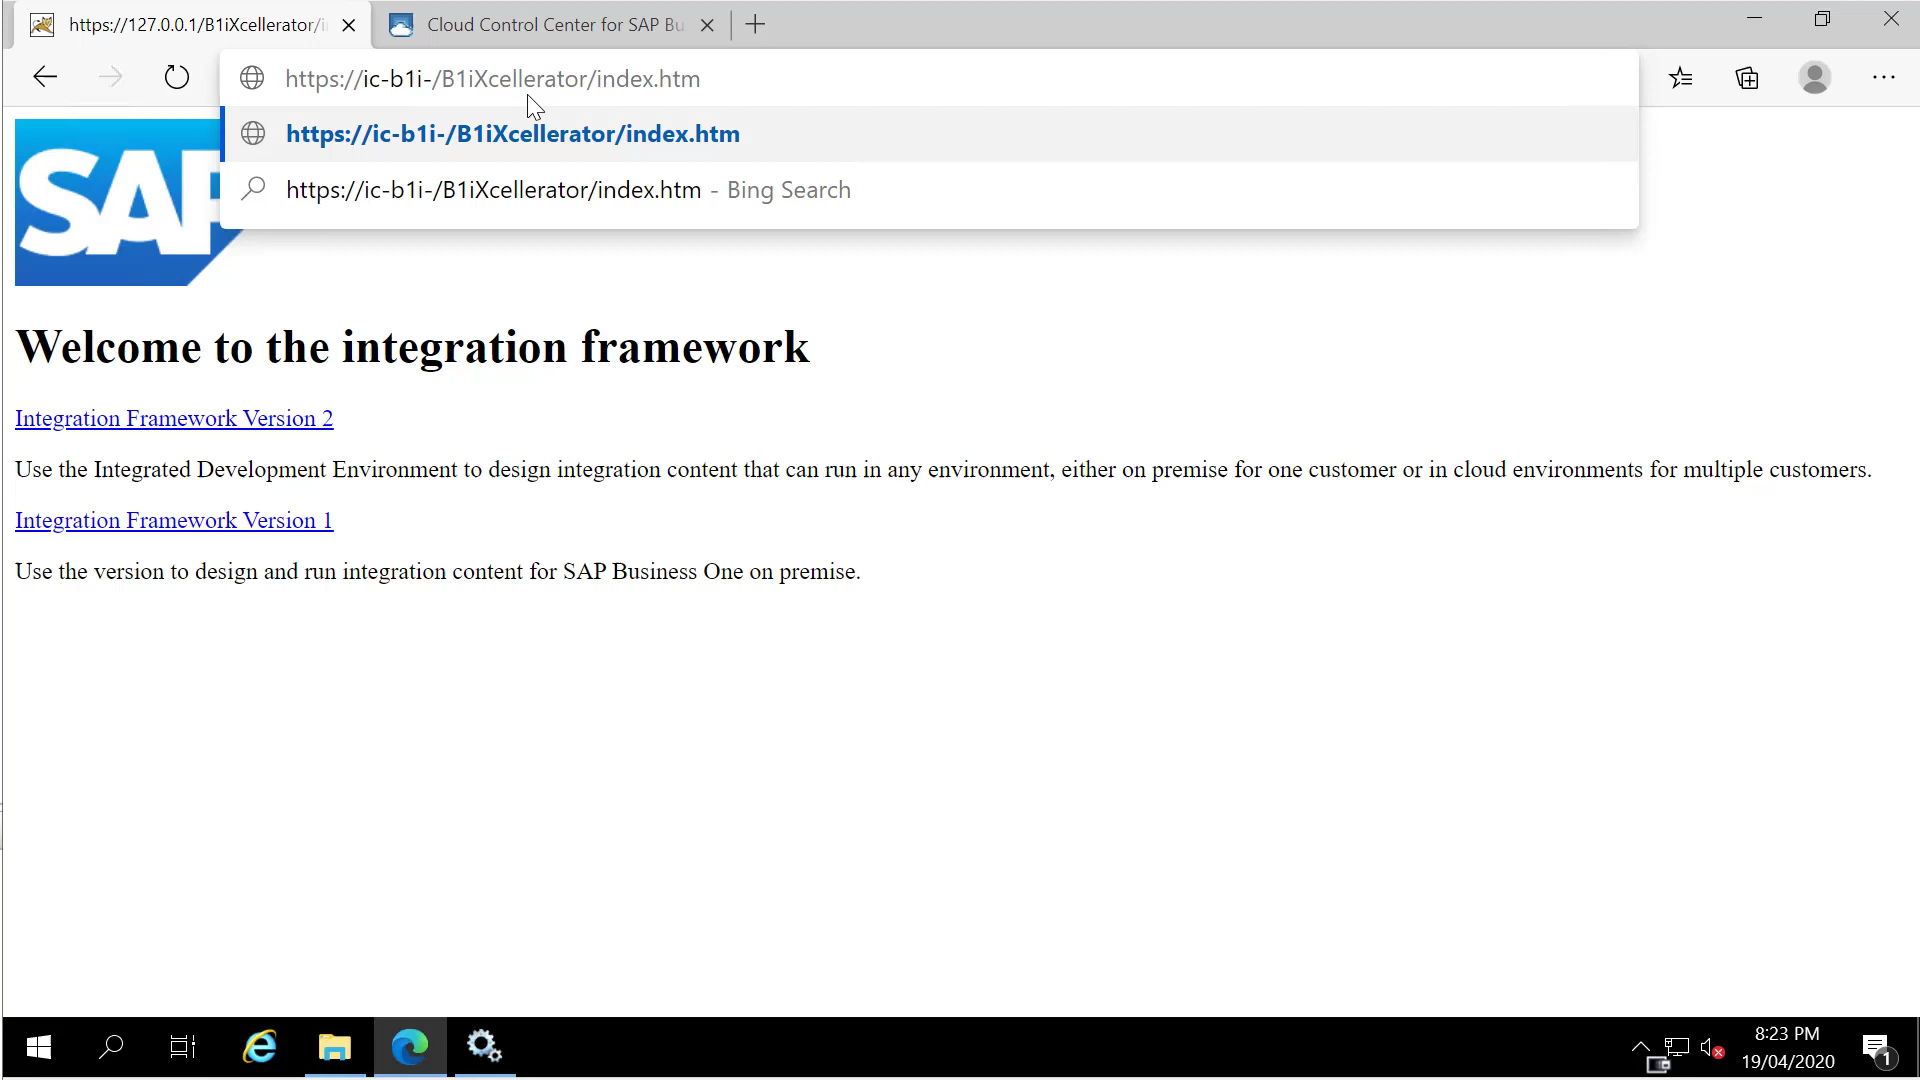 https://127.0.0.1/B1iXcellerator/i
Cloud Control Center for SAP Bu
https://ic-b1i-/B1iXcellerator/index.htm
https://ic-b1i-/B1iXcellerator/index.htm
https://ic-b1i-/B1iXcellerator/index.htm - Bing Search
SAP
Welcome to the integration framework
Integration Framework Version 2
Use the Integrated Development Environment to design integration content that can run in any environment, either on premise for one customer or in cloud environments for multiple customers.
Integration Framework Version 1
Use the version to design and run integration content for SAP Business One on premise.
8:23 PM
19/04/2020
1